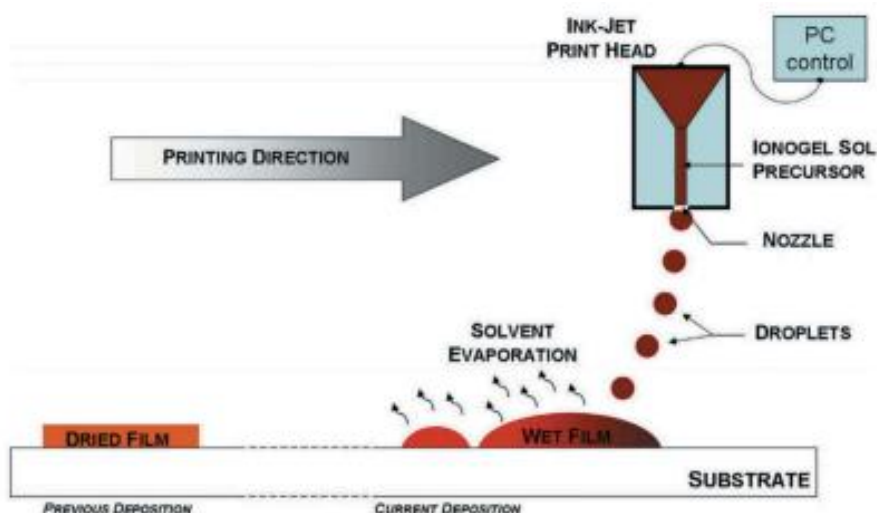 INK-JET
PRINT HEAD
PC
control
PRINTING DIRECTION
IONOGEL SOL
PRECURSOR
NOZZLE
DROPLETS
SOLVENT
EVAPORATION
DRIED FILM
WET FILM
SUBSTRATE
PREVIOUS DEPOSITION
CURRENT DEPOSITION